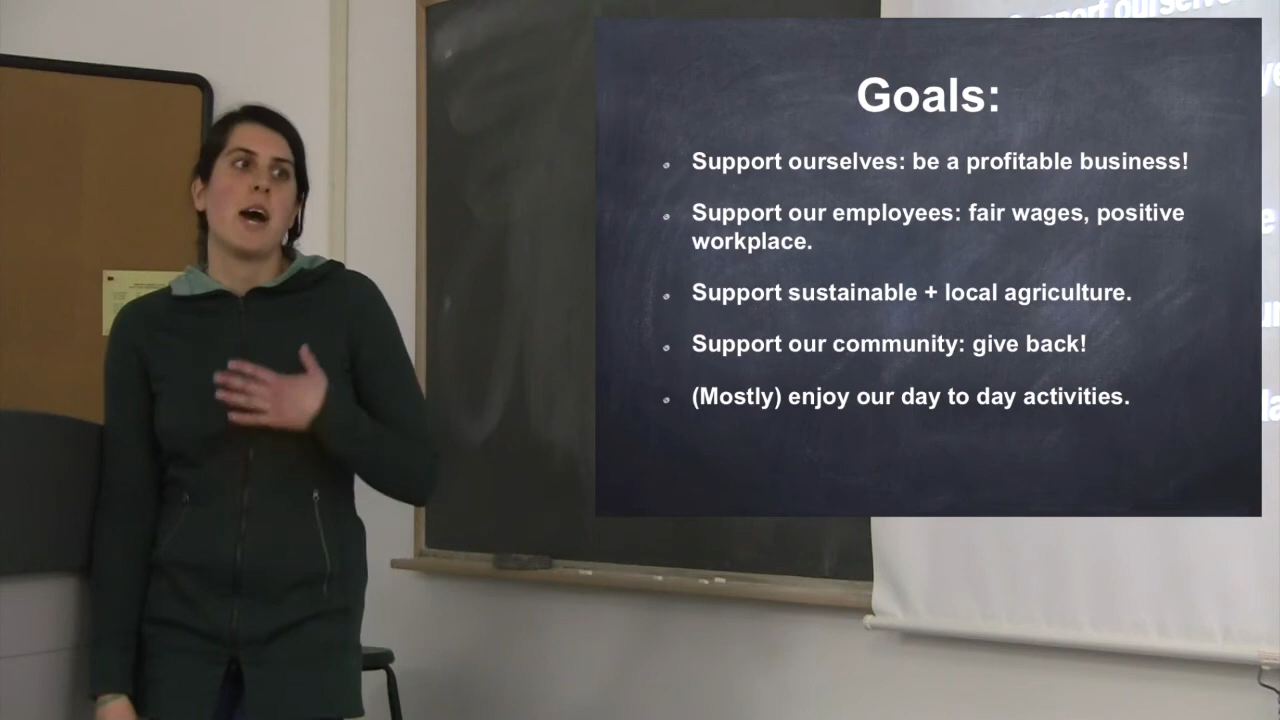 Goals:
Support ourselves: be a profitable business!
Support our employees: fair wages, positive
workplace.
Support sustainable + local agriculture.
Support our community: give back!
(Mostly) enjoy our day to day activities.